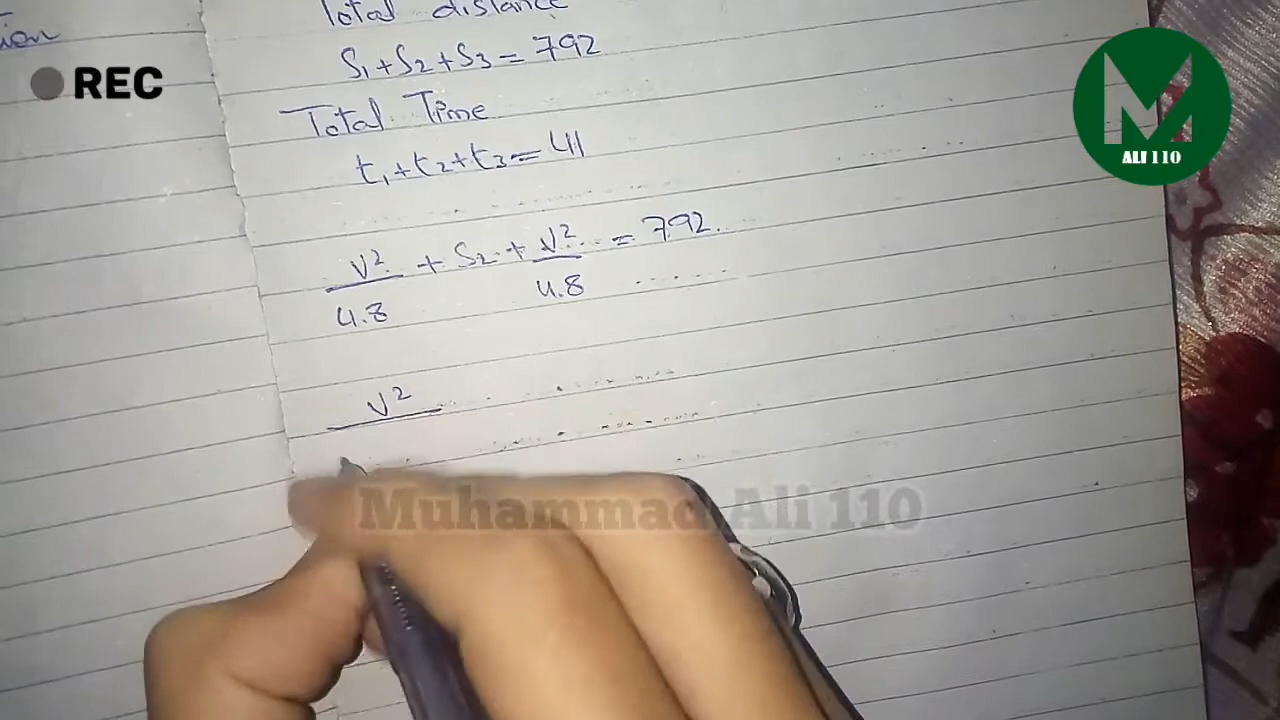 Total distance
S₁+S₂+S₃=792
REC
Total Time
t₁+t₂+t₃=41
V²/4.8 + S₂ + V²/4.8 = 792
V²
M
ALI 110
Muhammad Ali 110